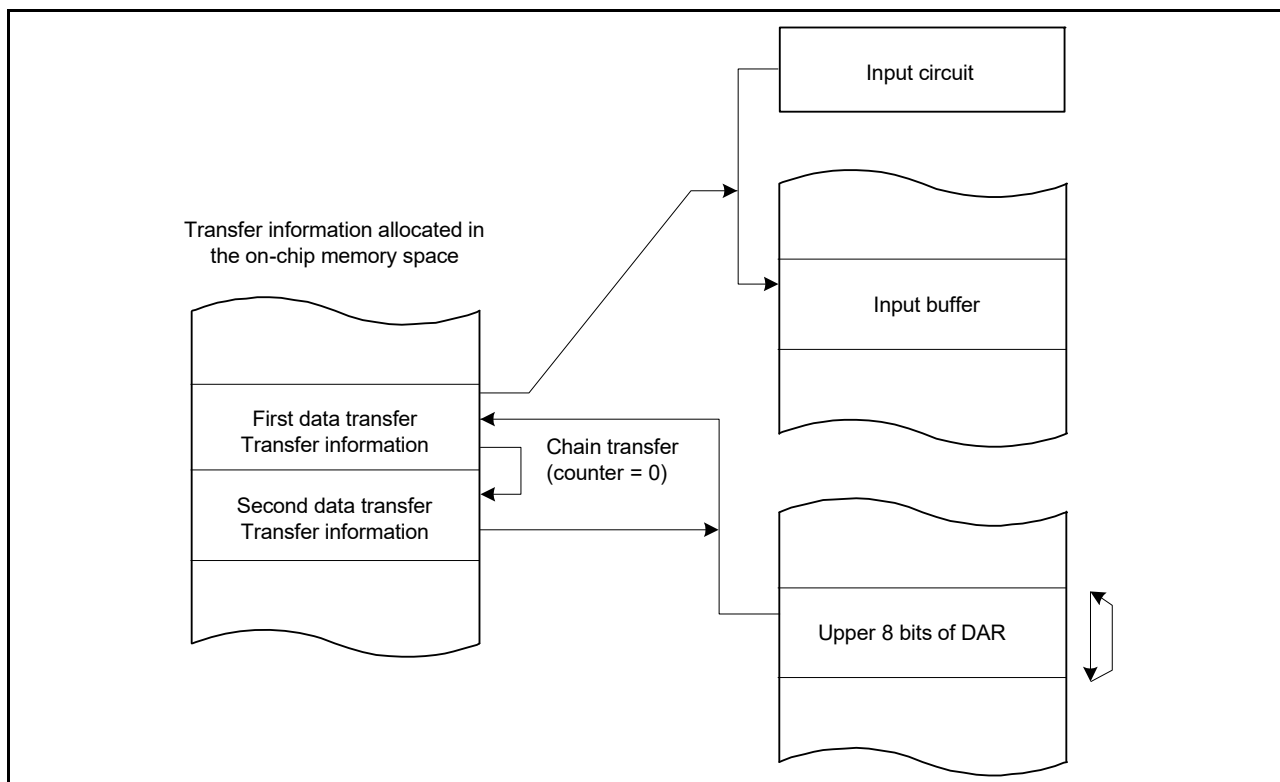 Input circuit
Transfer information allocated in
the on-chip memory space
Input buffer
First data transfer
Transfer information
Chain transfer
(counter = 0)
Second data transfer
Transfer information
Upper 8 bits of DAR